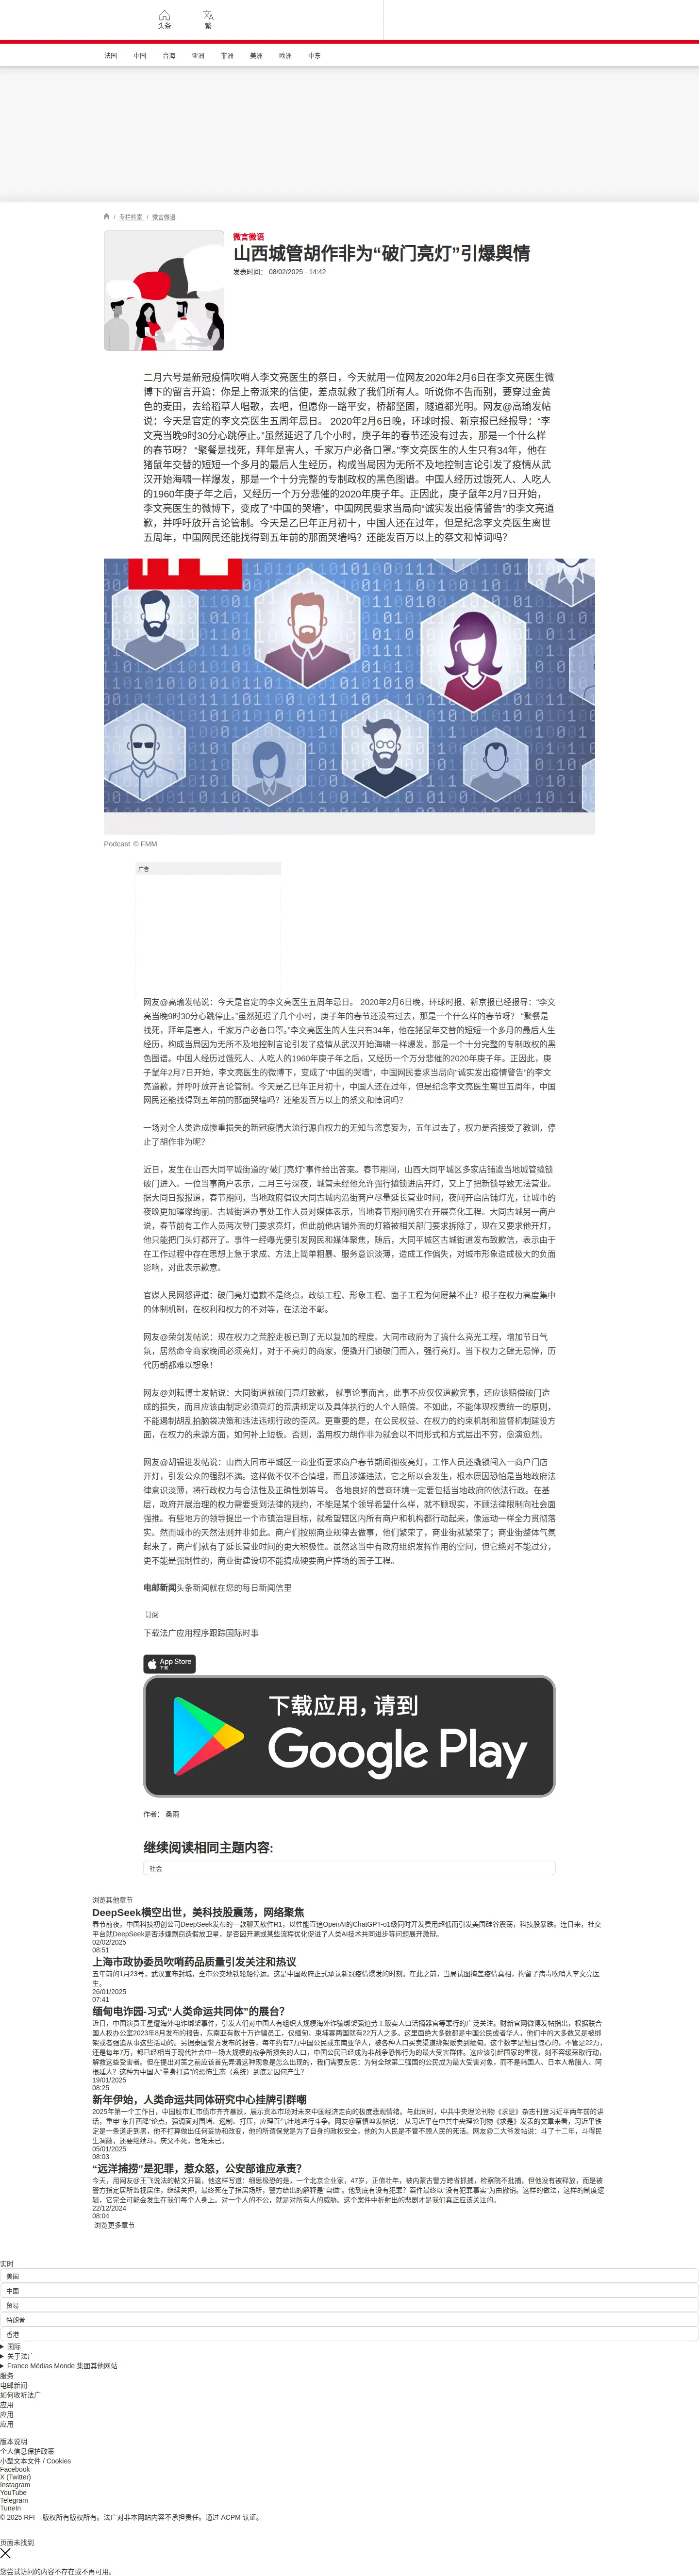 头条
繁
法国 中国 台海 亚洲 非洲 美洲 欧洲 中东
/ 专栏检索 / 微言微语
微言微语
山西城管胡作非为“破门亮灯”引爆舆情
发表时间： 08/02/2025 - 14:42
二月六号是新冠疫情吹哨人李文亮医生的祭日，今天就用一位网友2020年2月6日在李文亮医生微
博下的留言开篇：你是上帝派来的信使，差点就救了我们所有人。听说你不告而别，要穿过金黄
色的麦田，去给稻草人唱歌，去吧，但愿你一路平安，桥都坚固，隧道都光明。网友@高瑜发帖
说：今天是官定的李文亮医生五周年忌日。 2020年2月6日晚，环球时报、新京报已经报导：“李
文亮当晚9时30分心跳停止。”虽然延迟了几个小时，庚子年的春节还没有过去，那是一个什么样
的春节呀？ “聚餐是找死，拜年是害人，千家万户必备口罩。”李文亮医生的人生只有34年，他在
猪鼠年交替的短短一个多月的最后人生经历，构成当局因为无所不及地控制言论引发了疫情从武
汉开始海啸一样爆发，那是一个十分完整的专制政权的黑色图谱。中国人经历过饿死人、人吃人
的1960年庚子年之后，又经历一个万分悲催的2020年庚子年。正因此，庚子鼠年2月7日开始，
李文亮医生的微博下，变成了“中国的哭墙”，中国网民要求当局向“诚实发出疫情警告”的李文亮道
歉，并呼吁放开言论管制。今天是乙巳年正月初十，中国人还在过年，但是纪念李文亮医生离世
五周年，中国网民还能找得到五年前的那面哭墙吗？还能发百万以上的祭文和悼词吗？
Podcast © FMM
广告
网友@高瑜发帖说：今天是官定的李文亮医生五周年忌日。 2020年2月6日晚，环球时报、新京报已经报导：“李文
亮当晚9时30分心跳停止。”虽然延迟了几个小时，庚子年的春节还没有过去，那是一个什么样的春节呀？ “聚餐是
找死，拜年是害人，千家万户必备口罩。”李文亮医生的人生只有34年，他在猪鼠年交替的短短一个多月的最后人生
经历，构成当局因为无所不及地控制言论引发了疫情从武汉开始海啸一样爆发，那是一个十分完整的专制政权的黑
色图谱。中国人经历过饿死人、人吃人的1960年庚子年之后，又经历一个万分悲催的2020年庚子年。正因此，庚
子鼠年2月7日开始，李文亮医生的微博下，变成了“中国的哭墙”，中国网民要求当局向“诚实发出疫情警告”的李文
亮道歉，并呼吁放开言论管制。今天是乙巳年正月初十，中国人还在过年，但是纪念李文亮医生离世五周年，中国
网民还能找得到五年前的那面哭墙吗？还能发百万以上的祭文和悼词吗？
一场对全人类造成惨重损失的新冠疫情大流行源自权力的无知与恣意妄为，五年过去了，权力是否接受了教训，停
止了胡作非为呢？
近日，发生在山西大同平城街道的“破门亮灯”事件给出答案。春节期间，山西大同平城区多家店铺遭当地城管撬锁
破门进入。一位当事商户表示，二月三号深夜，城管未经他允许强行撬锁进店开灯，又上了把新锁导致无法营业。
据大同日报报道，春节期间，当地政府倡议大同古城内沿街商户尽量延长营业时间，夜间开启店铺灯光，让城市的
夜晚更加璀璨绚丽。古城街道办事处工作人员对媒体表示，当地春节期间确实在开展亮化工程。大同古城另一商户
说，春节前有工作人员两次登门要求亮灯，但此前他店铺外面的灯箱被相关部门要求拆除了，现在又要求他开灯，
他只能把门头灯都开了。事件一经曝光便引发网民和媒体聚焦，随后，大同平城区古城街道发布致歉信，表示由于
在工作过程中存在思想上急于求成、方法上简单粗暴、服务意识淡薄，造成工作偏失，对城市形象造成极大的负面
影响，对此表示歉意。
官媒人民网怒评道：破门亮灯道歉不是终点，政绩工程、形象工程、面子工程为何屡禁不止？根子在权力高度集中
的体制机制，在权利和权力的不对等，在法治不彰。
网友@荣剑发帖说：现在权力之荒腔走板已到了无以复加的程度。大同市政府为了搞什么亮光工程，增加节日气
氛，居然命令商家晚间必须亮灯，对于不亮灯的商家，便撬开门锁破门而入，强行亮灯。当下权力之肆无忌惮，历
代历朝都难以想象！
网友@刘耘博士发帖说：大同街道就破门亮灯致歉， 就事论事而言，此事不应仅仅道歉完事，还应该赔偿破门造
成的损失，而且应该由制定必须亮灯的荒唐规定以及具体执行的人个人赔偿。不如此，不能体现权责统一的原则，
不能遏制胡乱拍脑袋决策和违法违规行政的歪风。更重要的是，在公民权益、在权力的约束机制和监督机制建设方
面，在权力的来源方面，如何补上短板。否则，滥用权力胡作非为就会以不同形式和方式层出不穷，愈演愈烈。
网友@胡锡进发帖说：山西大同市平城区一商业街要求商户春节期间彻夜亮灯，工作人员还撬锁闯入一商户门店
开灯，引发公众的强烈不满。这样做不仅不合情理，而且涉嫌违法，它之所以会发生，根本原因恐怕是当地政府法
律意识淡薄，将行政权力与合法性及正确性划等号。 各地良好的营商环境一定要包括当地政府的依法行政。在基
层，政府开展治理的权力需要受到法律的规约，不能是某个领导希望什么样，就不顾现实，不顾法律限制向社会面
强推。有些地方的领导提出一个市镇治理目标，就希望辖区内所有商户和机构都行动起来，像运动一样全力贯彻落
实。然而城市的天然法则并非如此。商户们按照商业规律去做事，他们繁荣了，商业街就繁荣了；商业街整体气氛
起来了，商户们就有了延长营业时间的更大积极性。虽然这当中有政府组织发挥作用的空间，但它绝对不能过分，
更不能是强制性的，商业街建设切不能搞成硬要商户捧场的面子工程。
电邮新闻头条新闻就在您的每日新闻信里
订阅
下载法广应用程序跟踪国际时事
App Store
下载
下载应用，请到
Google Play
作者： 桑雨
继续阅读相同主题内容:
社会
浏览其他章节
DeepSeek横空出世，美科技股震荡，网络聚焦
春节前夜，中国科技初创公司DeepSeek发布的一款聊天软件R1，以性能直追OpenAI的ChatGPT-o1级同时开发费用超低而引发美国硅谷震荡，科技股暴跌。连日来，社交
平台就DeepSeek是否涉嫌剽窃造假放卫星，是否因开源或某些流程优化促进了人类AI技术共同进步等问题展开激辩。
02/02/2025
08:51
上海市政协委员吹哨药品质量引发关注和热议
五年前的1月23号，武汉宣布封城，全市公交地铁轮船停运。这是中国政府正式承认新冠疫情爆发的时刻。在此之前，当局试图掩盖疫情真相，拘留了病毒吹哨人李文亮医
生。
26/01/2025
07:41
缅甸电诈园-习式“人类命运共同体”的展台？
近日，中国演员王星遭海外电诈绑架事件，引发人们对中国人有组织大规模海外诈骗绑架强迫劳工贩卖人口活摘器官等罪行的广泛关注。财新官网微博发帖指出，根据联合
国人权办公室2023年8月发布的报告，东南亚有数十万诈骗员工，仅缅甸、柬埔寨两国就有22万人之多。这里面绝大多数都是中国公民或者华人，他们中的大多数又是被绑
架或者强迫从事这些活动的。另据泰国警方发布的报告，每年约有7万中国公民或东南亚华人，被各种人口买卖渠道绑架贩卖到缅甸。这个数字是触目惊心的，不管是22万，
还是每年7万，都已经相当于现代社会中一场大规模的战争所损失的人口，中国公民已经成为非战争恐怖行为的最大受害群体。这应该引起国家的重视，刻不容缓采取行动，
解救这些受害者。但在提出对策之前应该首先弄清这种现象是怎么出现的，我们需要反思：为何全球第二强国的公民成为最大受害对象，而不是韩国人、日本人希腊人、阿
根廷人？这种为中国人“量身打造”的恐怖生态（系统）到底是因何产生？
19/01/2025
08:25
新年伊始，人类命运共同体研究中心挂牌引群嘲
2025年第一个工作日，中国股市汇市债市齐齐暴跌，展示资本市场对未来中国经济走向的极度悲观情绪。与此同时，中共中央理论刊物《求是》杂志刊登习近平两年前的讲
话，重申“东升西降”论点，强调面对围堵、遏制、打压，应理直气壮地进行斗争。网友@蔡慎坤发帖说： 从习近平在中共中央理论刊物《求是》发表的文章来看，习近平铁
定是一条道走到黑，他不打算做出任何妥协和改变，他的所谓保党是为了自身的政权安全，他的为人民是不管不顾人民的死活。网友@二大爷发帖说：斗了十二年，斗得民
生凋敝，还要继续斗。庆父不死，鲁难未已。
05/01/2025
08:03
“远洋捕捞”是犯罪，惹众怒，公安部谁应承责？
今天，用网友@王飞说法的帖文开篇，他这样写道：细思极恐的是，一个北京企业家，47岁，正值壮年，被内蒙古警方跨省抓捕，检察院不批捕，但他没有被释放，而是被
警方指定居所监视居住，继续关押，最终死在了指居场所，警方给出的解释是“自缢”。他到底有没有犯罪？案件最终以“没有犯罪事实”为由撤销。这样的做法，这样的制度逻
辑，它完全可能会发生在我们每个人身上。对一个人的不公，就是对所有人的威胁。这个案件中折射出的悲剧才是我们真正应该关注的。
22/12/2024
08:04
浏览更多章节
实时
美国
中国
贸易
特朗普
香港
国际
关于法广
France Médias Monde 集团其他网站
服务
电邮新闻
如何收听法广
应用
应用
应用
版本说明
个人信息保护政策
小型文本文件 / Cookies
Facebook
X (Twitter)
Instagram
YouTube
Telegram
TuneIn
© 2025 RFI – 版权所有版权所有。法广对非本网站内容不承担责任。通过 ACPM 认证。
页面未找到
您尝试访问的内容不存在或不再可用。